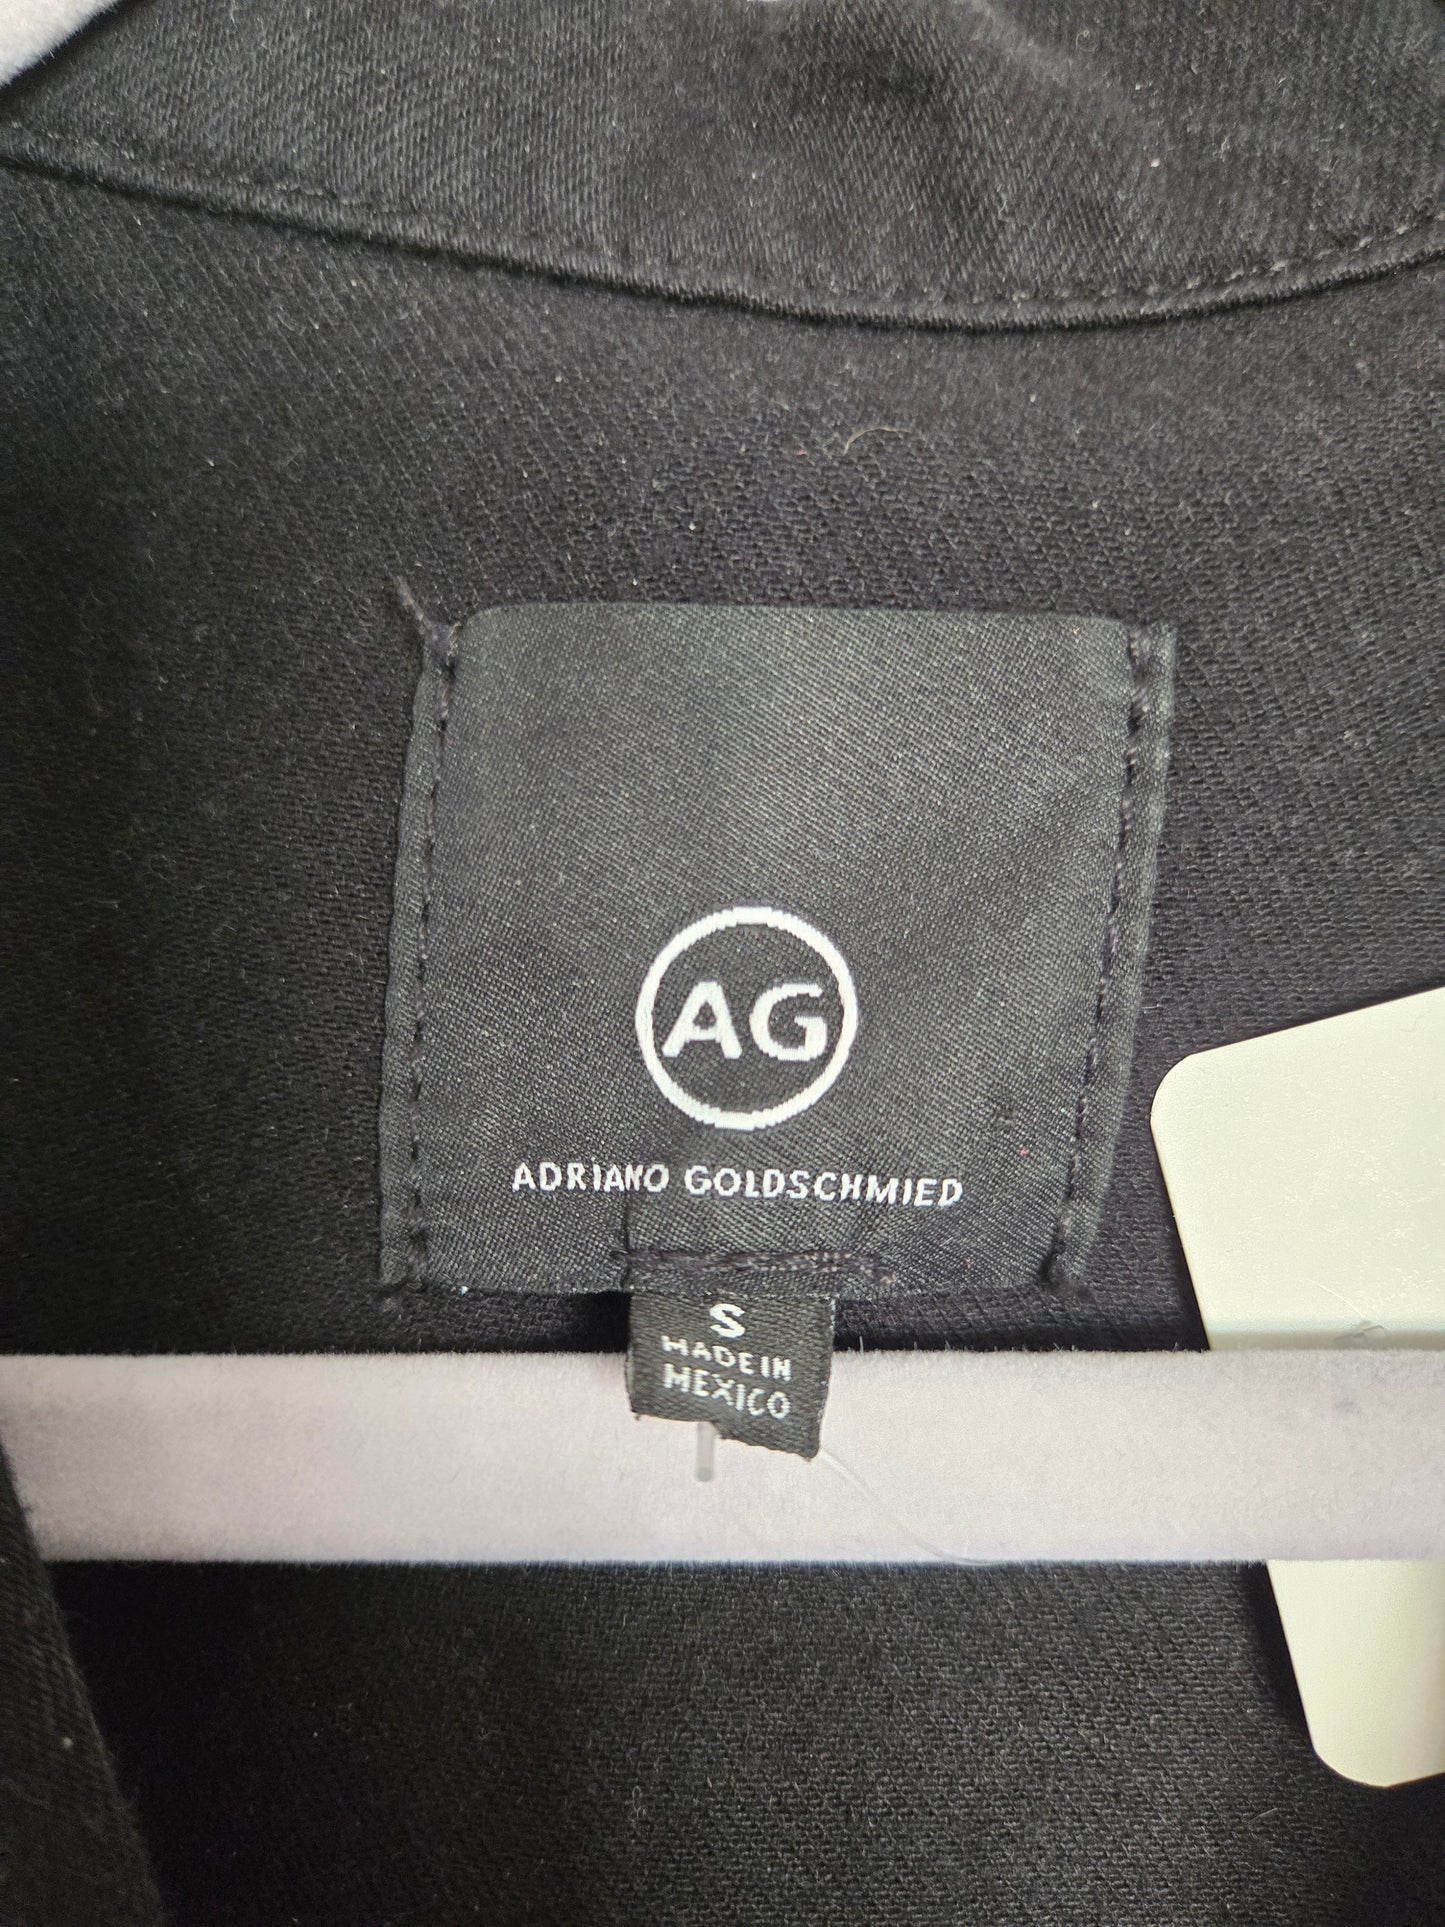 AG
ADRIANO GOLDSCHMIED
S
MADE IN
MEXICO